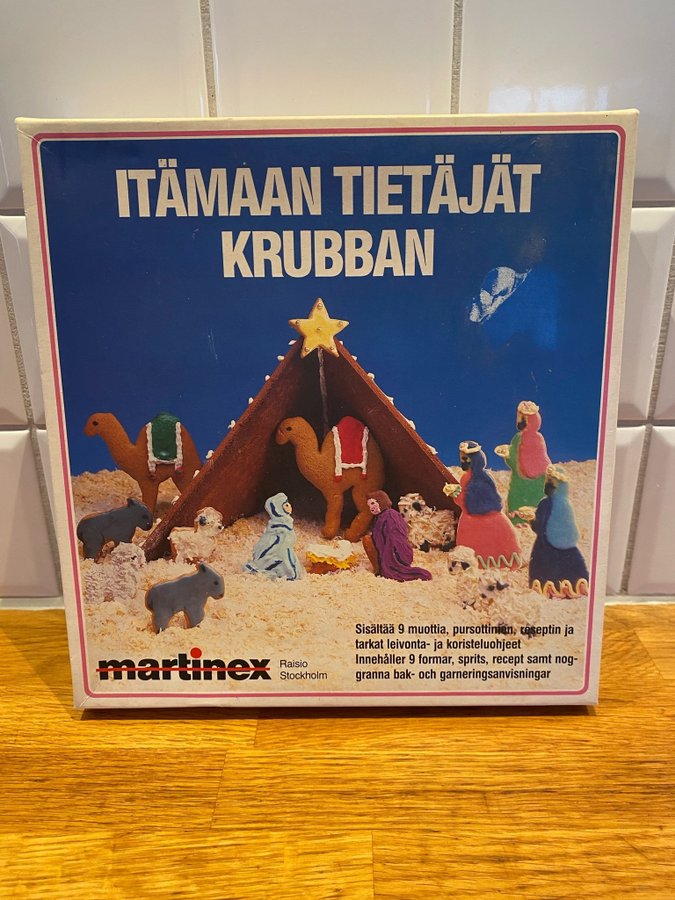 ITÄMAAN TIETÄJÄT
KRUBBAN
Sisältää 9 muottia, pursottimen, reseptin ja
tarkat leivonta- ja koristeluohjeet
Innehåller 9 formar, sprits, recept samt nog-
granna bak- och garneringsanvisningar
martinex
Raisio
Stockholm